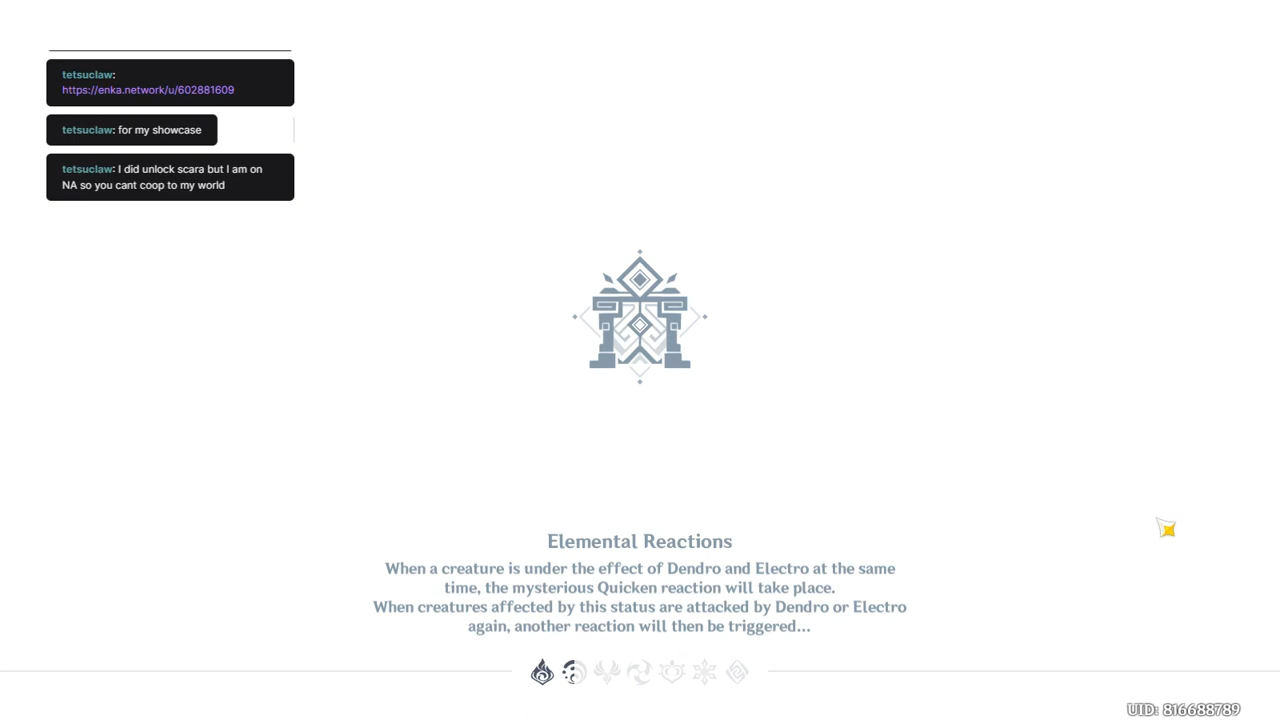 tetsuclaw:
https://enka.network/u/602881609
tetsuclaw: for my showcase
tetsuclaw: I did unlock scara but I am on
NA so you cant coop to my world
Elemental Reactions
When a creature is under the effect of Dendro and Electro at the same
time, the mysterious Quicken reaction will take place.
When creatures affected by this status are attacked by Dendro or Electro
again, another reaction will then be triggered...
UID: 816688789